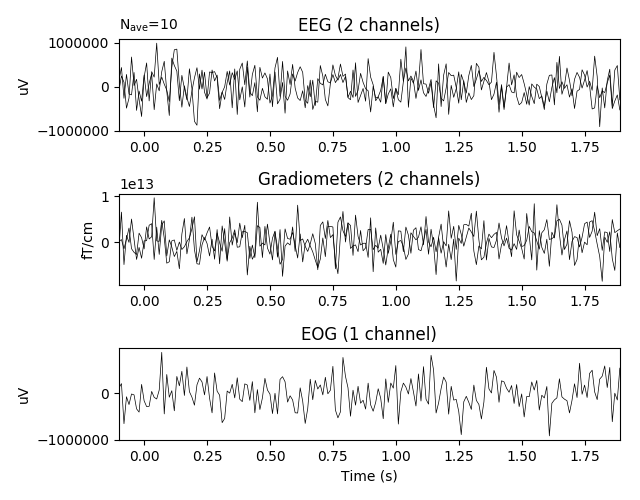 N_ave=10
EEG (2 channels)
1000000
0
−1000000
uV
0.00 0.25 0.50 0.75 1.00 1.25 1.50 1.75
1e13
Gradiometers (2 channels)
1
0
fT/cm
0.00 0.25 0.50 0.75 1.00 1.25 1.50 1.75
EOG (1 channel)
0
−1000000
uV
0.00 0.25 0.50 0.75 1.00 1.25 1.50 1.75
Time (s)